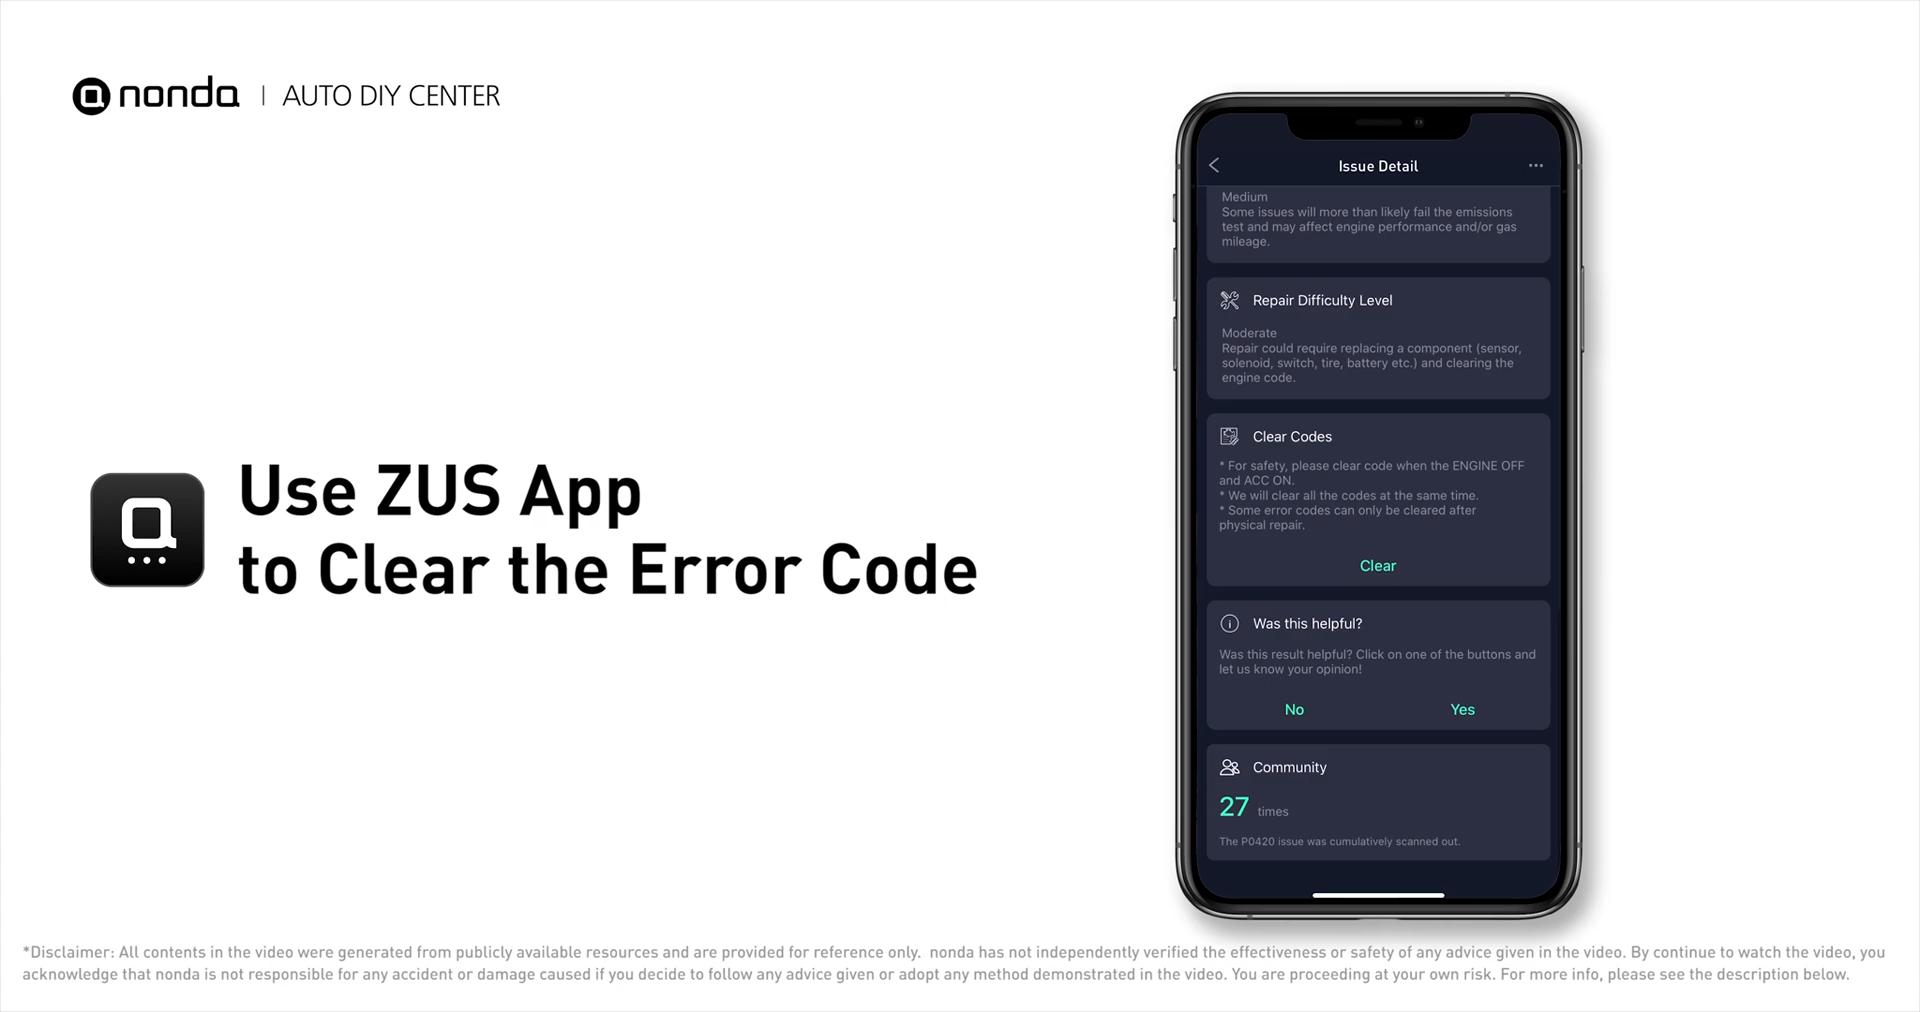 nonda | AUTO DIY CENTER
Use ZUS App
to Clear the Error Code
Issue Detail
Medium
Some issues will more than likely fail the emissions
test and may affect engine performance and/or gas
mileage.
Repair Difficulty Level
Moderate
Repair could require replacing a component (sensor,
solenoid, switch, tire, battery etc.) and clearing the
engine code.
Clear Codes
* For safety, please clear code when the ENGINE OFF
and ACC ON.
* We will clear all the codes at the same time.
* Some error codes can only be cleared after
physical repair.
Clear
Was this helpful?
Was this result helpful? Click on one of the buttons and
let us know your opinion!
No Yes
Community
27 times
The P0420 issue was cumulatively scanned out.
*Disclaimer: All contents in the video were generated from publicly available resources and are provided for reference only. nonda has not independently verified the effectiveness or safety of any advice given in the video. By continue to watch the video, you
acknowledge that nonda is not responsible for any accident or damage caused if you decide to follow any advice given or adopt any method demonstrated in the video. You are proceeding at your own risk. For more info, please see the description below.